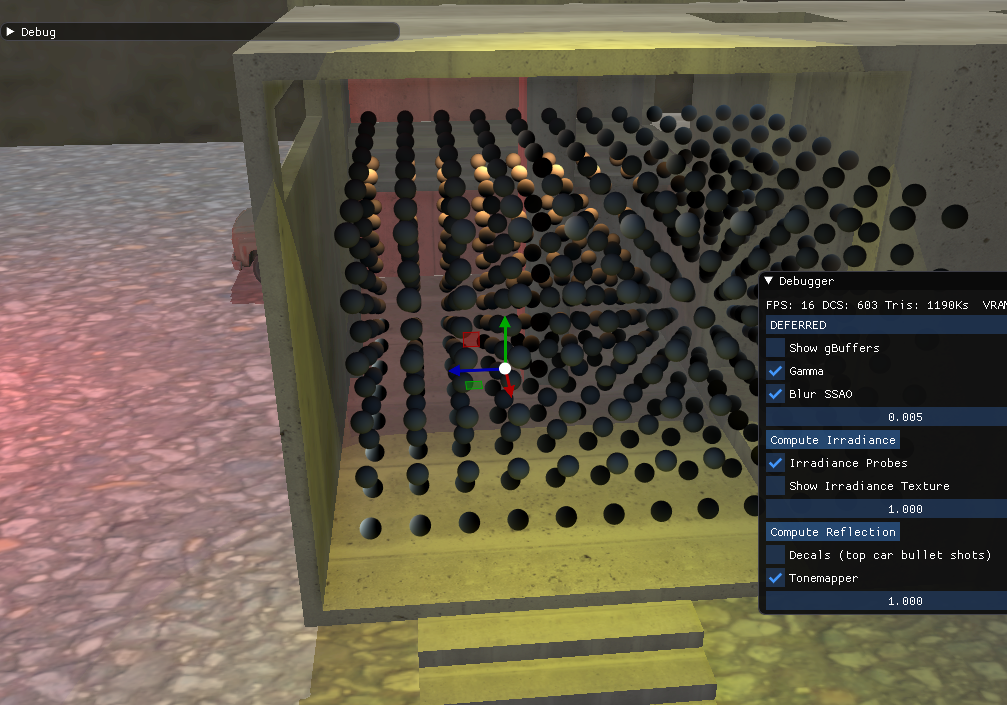 Debug
Debugger
FPS: 16 DCS: 603 Tris: 1190Ks
DEFERRED
Show gBuffers
Gamma
Blur SSAO
0.005
Compute Irradiance
Irradiance Probes
Show Irradiance Texture
1.000
Compute Reflection
Decals (top car bullet shots)
Tonemapper
1.000